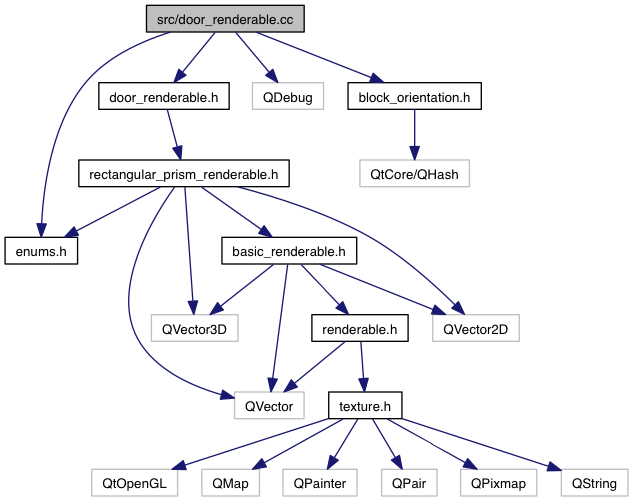 src/door_renderable.cc
door_renderable.h
QDebug
block_orientation.h
rectangular_prism_renderable.h
QtCore/QHash
enums.h
basic_renderable.h
QVector3D
renderable.h
QVector2D
QVector
texture.h
QtOpenGL
QMap
QPainter
QPair
QPixmap
QString